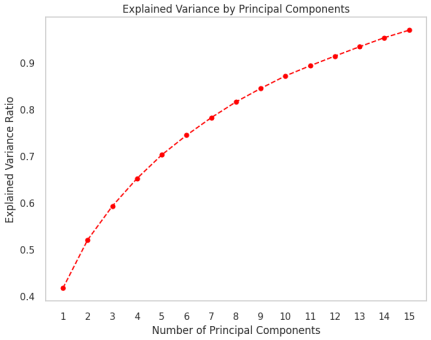 Explained Variance by Principal Components
Explained Variance Ratio
0.9
0.8
0.7
0.6
0.5
0.4
1 2 3 4 5 6 7 8 9 10 11 12 13 14 15
Number of Principal Components